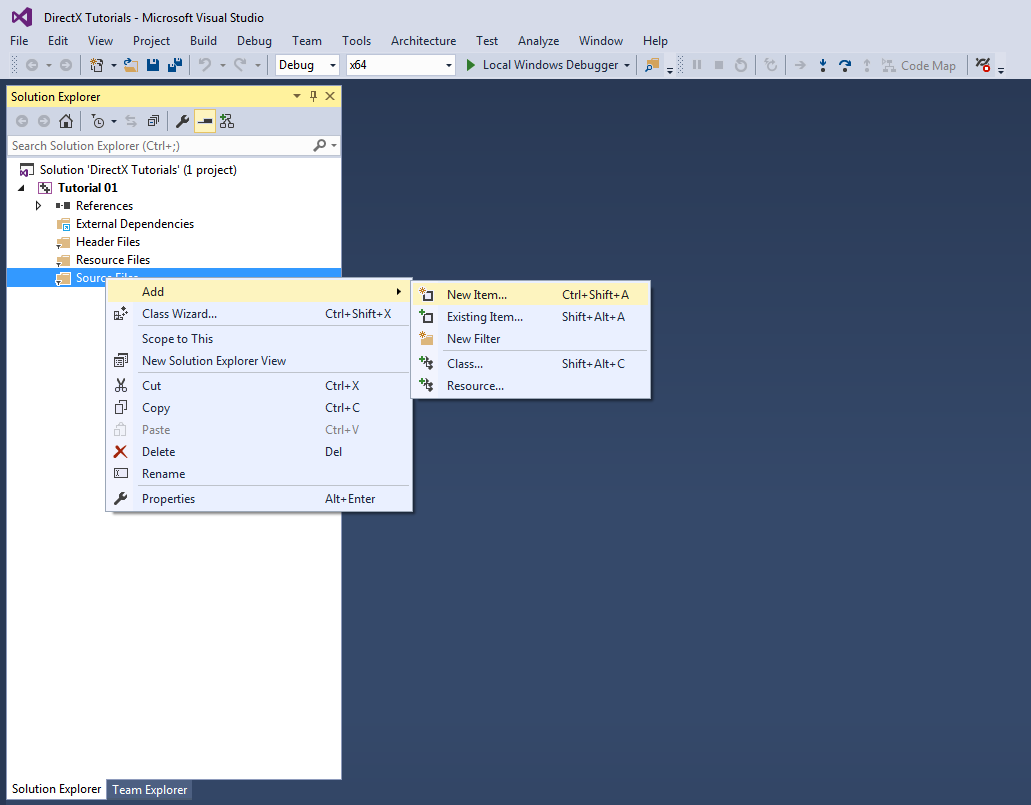 DirectX Tutorials - Microsoft Visual Studio
File Edit View Project Build Debug Team Tools Architecture Test Analyze Window Help
Debug x64 Local Windows Debugger Code Map
Solution Explorer
Search Solution Explorer (Ctrl+;)
Solution 'DirectX Tutorials' (1 project)
Tutorial 01
References
External Dependencies
Header Files
Resource Files
Source Files
Add
Class Wizard... Ctrl+Shift+X
Scope to This
New Solution Explorer View
Cut Ctrl+X
Copy Ctrl+C
Paste Ctrl+V
Delete Del
Rename
Properties Alt+Enter
New Item... Ctrl+Shift+A
Existing Item... Shift+Alt+A
New Filter
Class... Shift+Alt+C
Resource...
Solution Explorer Team Explorer